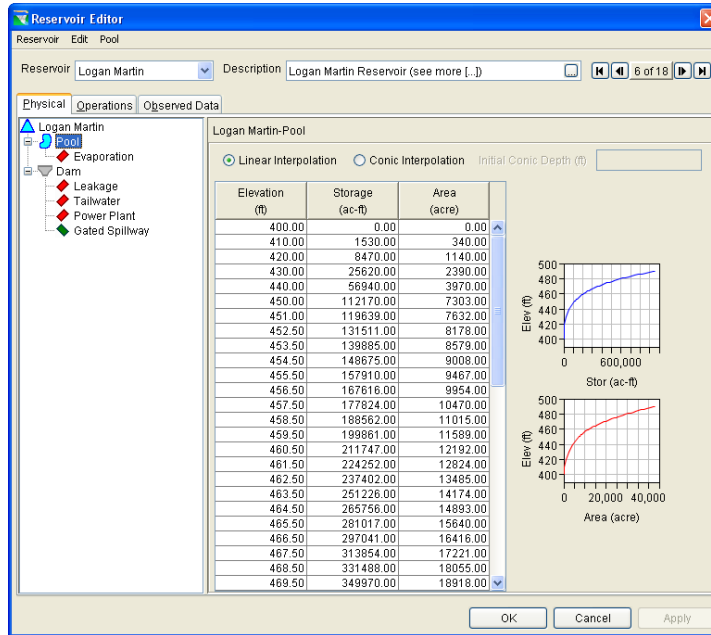 Reservoir Editor
Reservoir Edit Pool
Reservoir Logan Martin Description Logan Martin Reservoir (see more [...]) ... 6 of 18
Physical Operations Observed Data
Logan Martin
Pool
Evaporation
Dam
Leakage
Tailwater
Power Plant
Gated Spillway
Logan Martin-Pool
Linear Interpolation Conic Interpolation Initial Conic Depth (ft)
Elevation Storage Area
(ft) (ac-ft) (acre)
400.00 0.00 0.00
410.00 1530.00 340.00
420.00 8470.00 1140.00
430.00 25620.00 2390.00
440.00 56940.00 3970.00
450.00 112170.00 7303.00
451.00 119639.00 7632.00
452.50 131511.00 8178.00
453.50 139885.00 8579.00
454.50 148675.00 9008.00
455.50 157910.00 9467.00
456.50 167616.00 9954.00
457.50 177824.00 10470.00
458.50 188562.00 11015.00
459.50 199861.00 11589.00
460.50 211747.00 12192.00
461.50 224252.00 12824.00
462.50 237402.00 13485.00
463.50 251226.00 14174.00
464.50 265756.00 14893.00
465.50 281017.00 15640.00
466.50 297041.00 16416.00
467.50 313854.00 17221.00
468.50 331488.00 18055.00
469.50 349970.00 18918.00
500
480
460
440
420
400
Elev (ft)
0 600,000
Stor (ac-ft)
500
480
460
440
420
400
Elev (ft)
0 20,000 40,000
Area (acre)
OK Cancel Apply